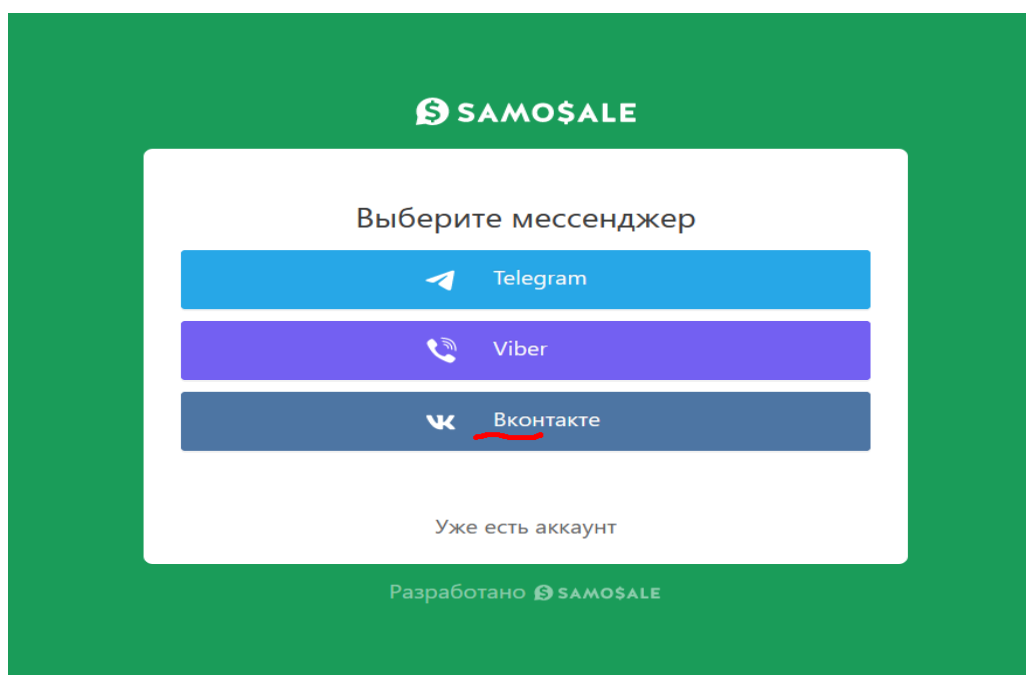 SAMO$ALE
Выберите мессенджер
Telegram
Viber
Вконтакте
Уже есть аккаунт
Разработано SAMO$ALE